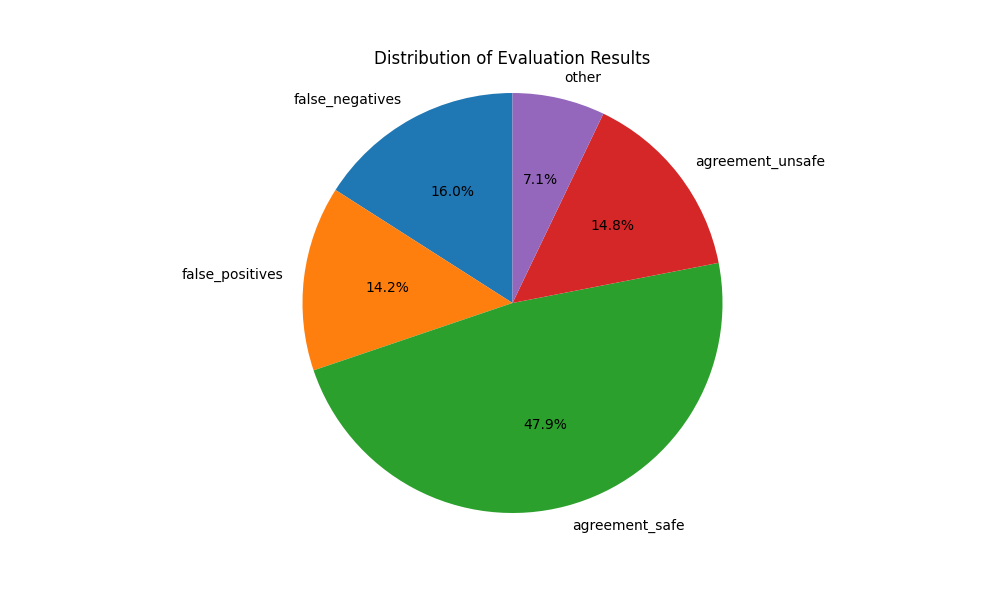 Distribution of Evaluation Results
other
false_negatives
agreement_unsafe
7.1%
16.0%
14.8%
false_positives
14.2%
47.9%
agreement_safe